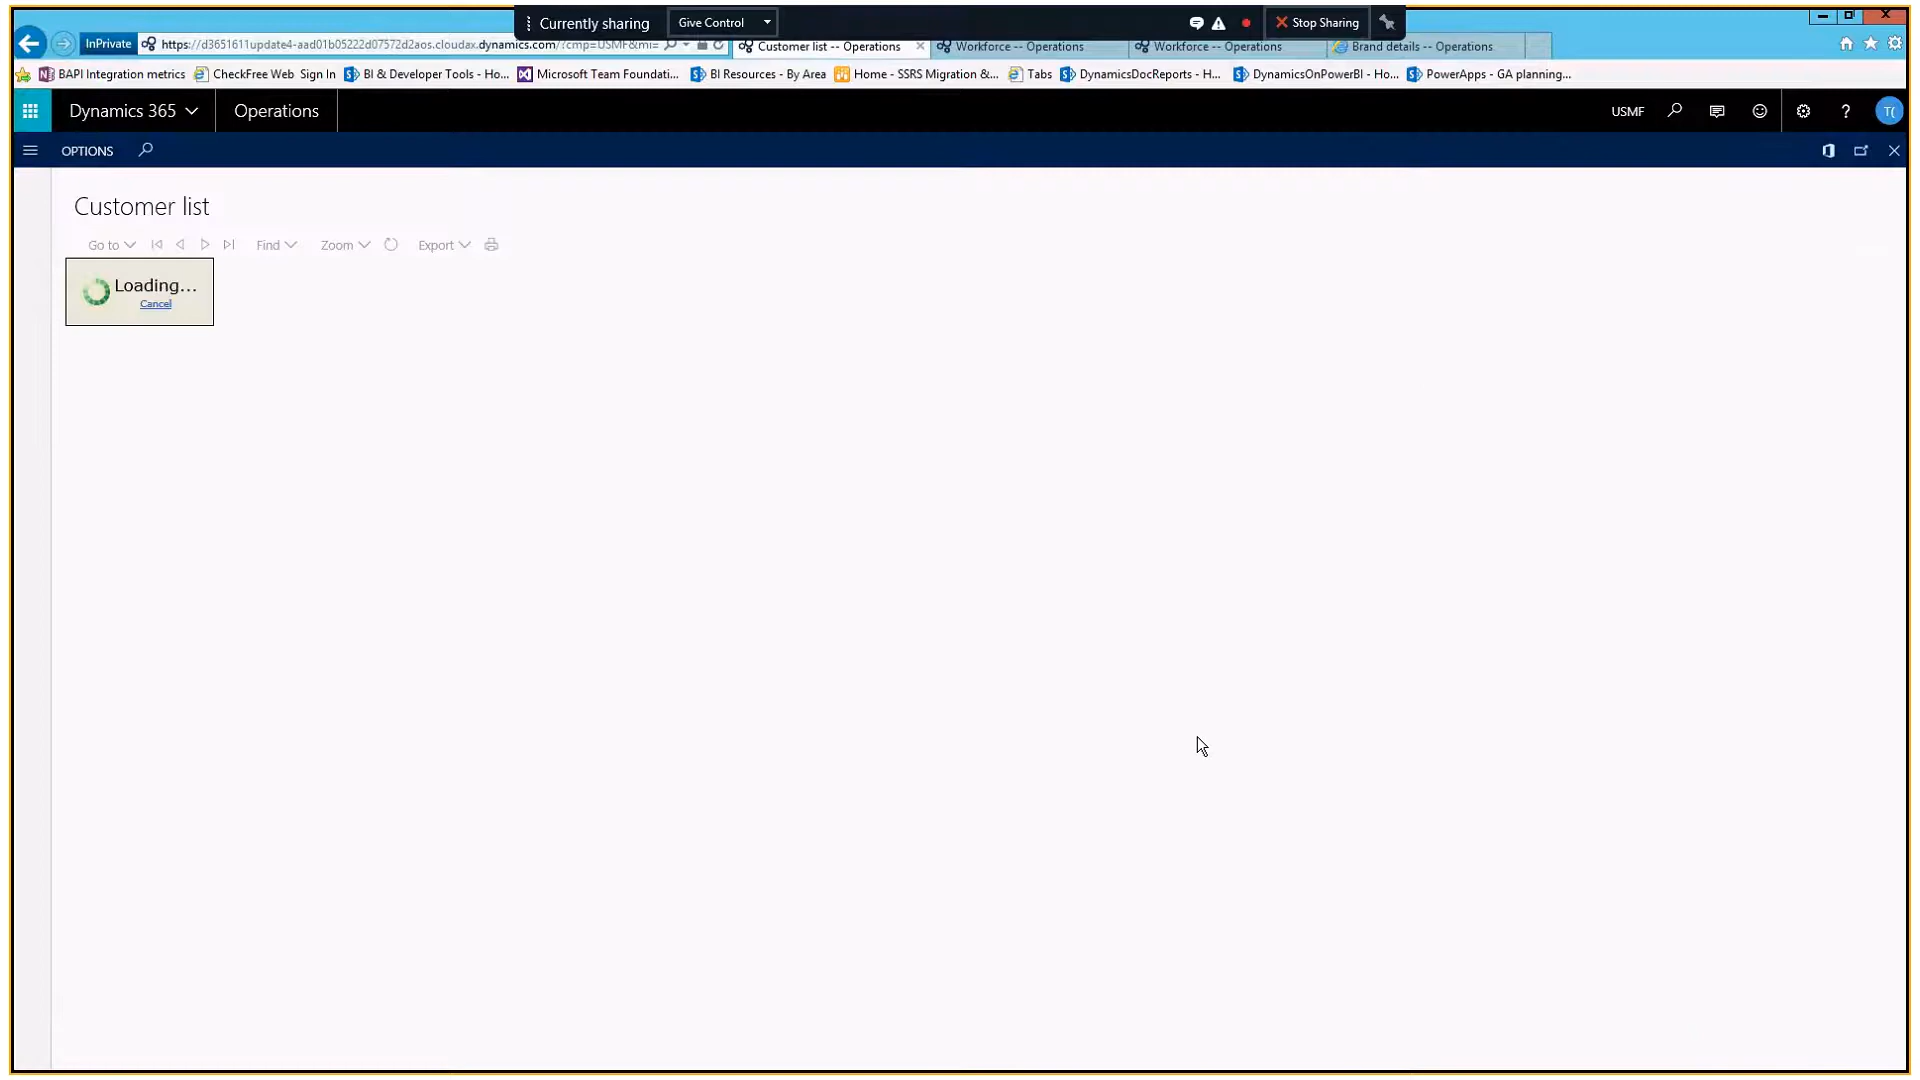 Currently sharing Give Control Stop Sharing
InPrivate https://d3651611update4-aad01b05222d07572d2aos.cloudax.dynamics.com/?cmp=USMF&mi= Customer list -- Operations Workforce -- Operations Workforce -- Operations Brand details -- Operations
BAPI Integration metrics CheckFree Web Sign In BI & Developer Tools - Ho... Microsoft Team Foundati... BI Resources - By Area Home - SSRS Migration &... Tabs DynamicsDocReports - H... DynamicsOnPowerBI - Ho... PowerApps - GA planning...
Dynamics 365 Operations USMF ? T(
OPTIONS
Customer list
Go to Find Zoom Export
Loading...
Cancel